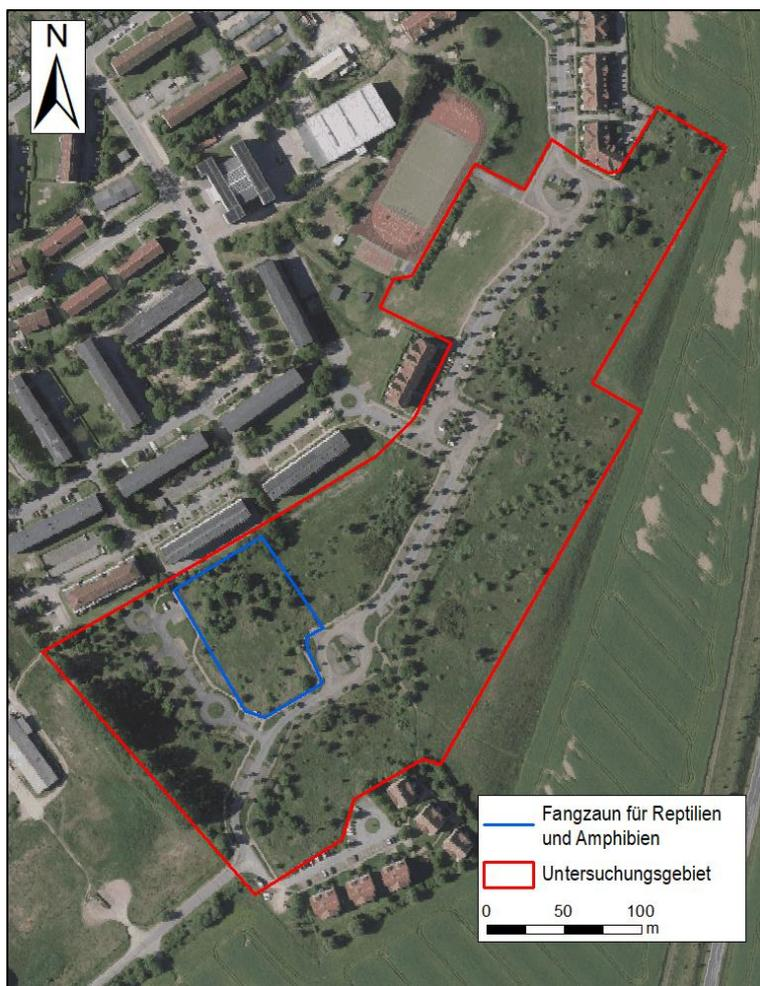 N
Fangzaun für Reptilien
und Amphibien
Untersuchungsgebiet
0 50 100
m